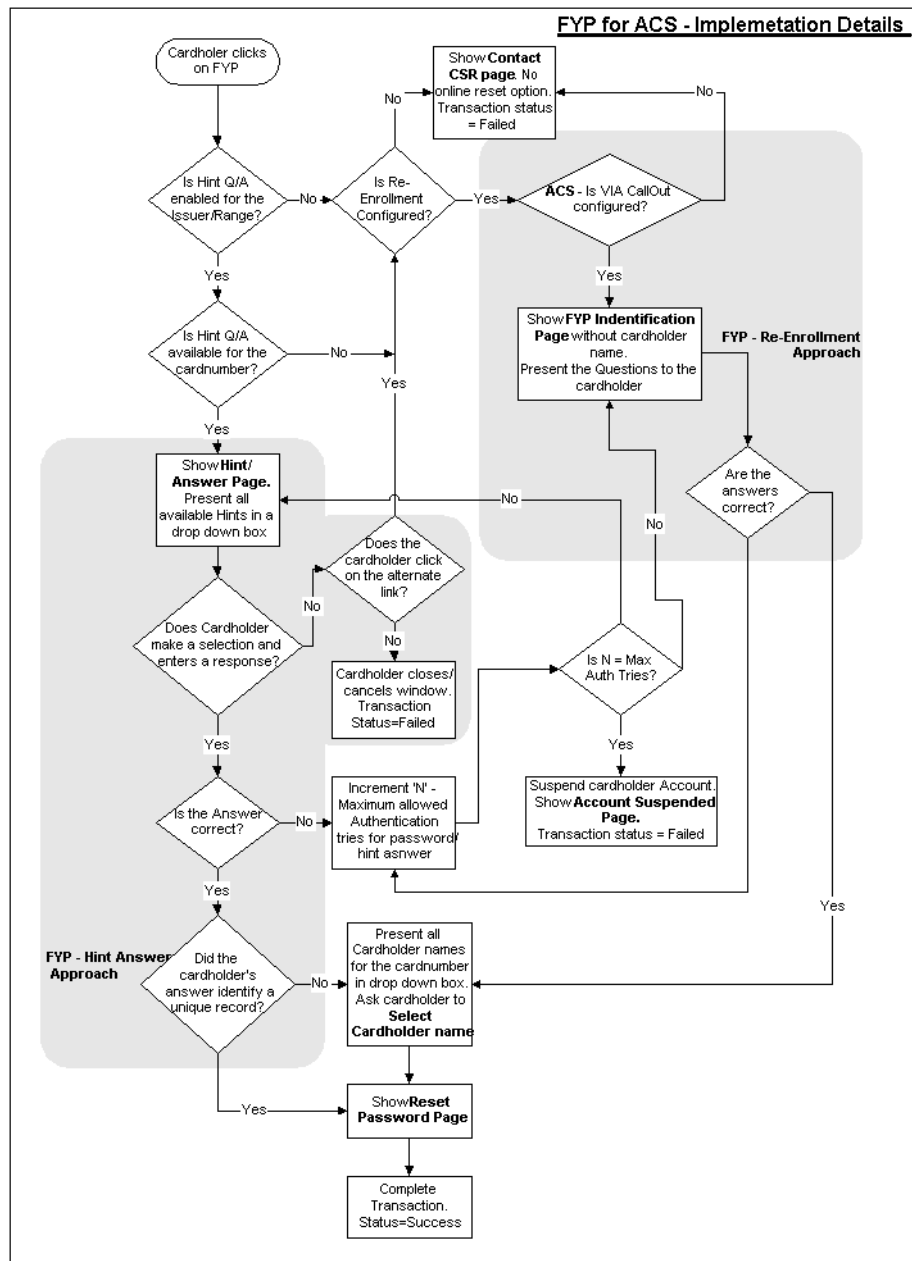 FYP for ACS - Implemetation Details
Cardholer clicks
on FYP
Show Contact
CSR page. No
online reset option.
Transaction status
= Failed
No
No
Is Hint Q/A
enabled for the
Issuer/Range?
No
Is Re-
Enrollment
Configured?
Yes
ACS - Is VIA CallOut
configured?
Yes
Yes
Is Hint Q/A
available for the
cardnumber?
No
Yes
Show FYP Indentification
Page without cardholder
name.
Present the Questions to the
cardholder
FYP - Re-Enrollment
Approach
Yes
Show Hint/
Answer Page.
Present all
available Hints in a
drop down box
No
Are the
answers
correct?
No
Does the
cardholder click
on the alternate
link?
No
Does Cardholder
make a selection and
enters a response?
No
Cardholder closes/
cancels window.
Transaction
Status=Failed
Is N = Max
Auth Tries?
Yes
Yes
Suspend cardholder Account.
Show Account Suspended
Page.
Transaction status = Failed
Is the Answer
correct?
No
Increment 'N' -
Maximum allowed
Authentication
tries for password/
hint asnwer
Yes
Yes
FYP - Hint Answer
Approach
Did the
cardholder's
answer identify a
unique record?
No
Present all
Cardholder names
for the cardnumber
in drop down box.
Ask cardholder to
Select
Cardholder name
Yes
Show Reset
Password Page
Complete
Transaction.
Status=Success